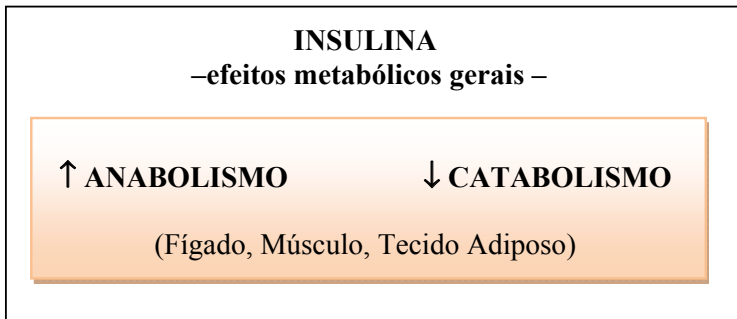 INSULINA
–efeitos metabólicos gerais –
↑ ANABOLISMO ↓ CATABOLISMO
(Fígado, Músculo, Tecido Adiposo)